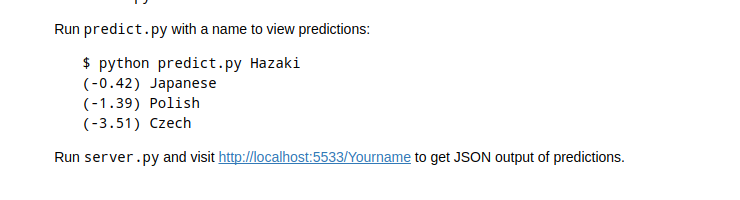 Run predict.py with a name to view predictions:
$ python predict.py Hazaki
(-0.42) Japanese
(-1.39) Polish
(-3.51) Czech
Run server.py and visit http://localhost:5533/Yourname to get JSON output of predictions.